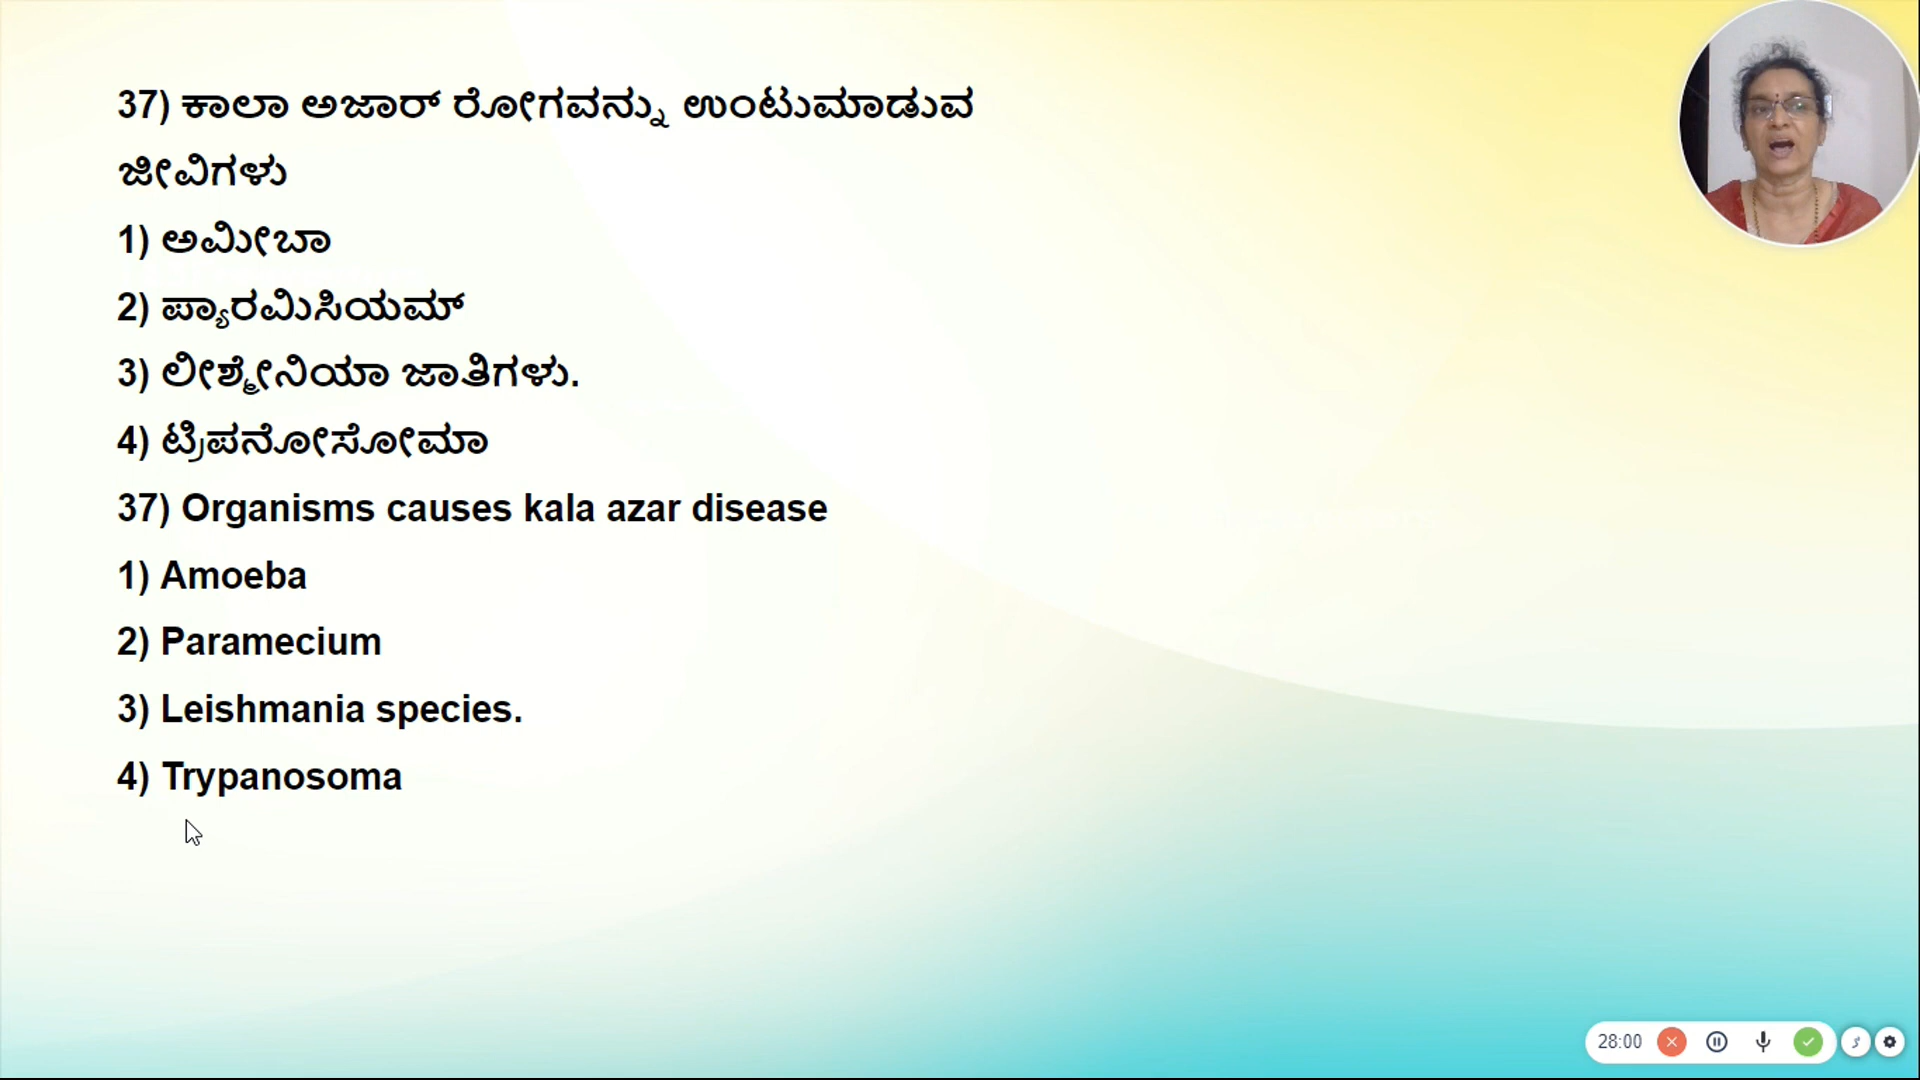 37) ಕಾಲಾ ಅಜಾರ್ ರೋಗವನ್ನು ಉಂಟುಮಾಡುವ
ಜೀವಿಗಳು
1) ಅಮೀಬಾ
2) ಪ್ಯಾರಮಿಸಿಯಮ್
3) ಲೀಶ್ಮೇನಿಯಾ ಜಾತಿಗಳು.
4) ಟ್ರಿಪನೋಸೋಮಾ
37) Organisms causes kala azar disease
1) Amoeba
2) Paramecium
3) Leishmania species.
4) Trypanosoma
28:00